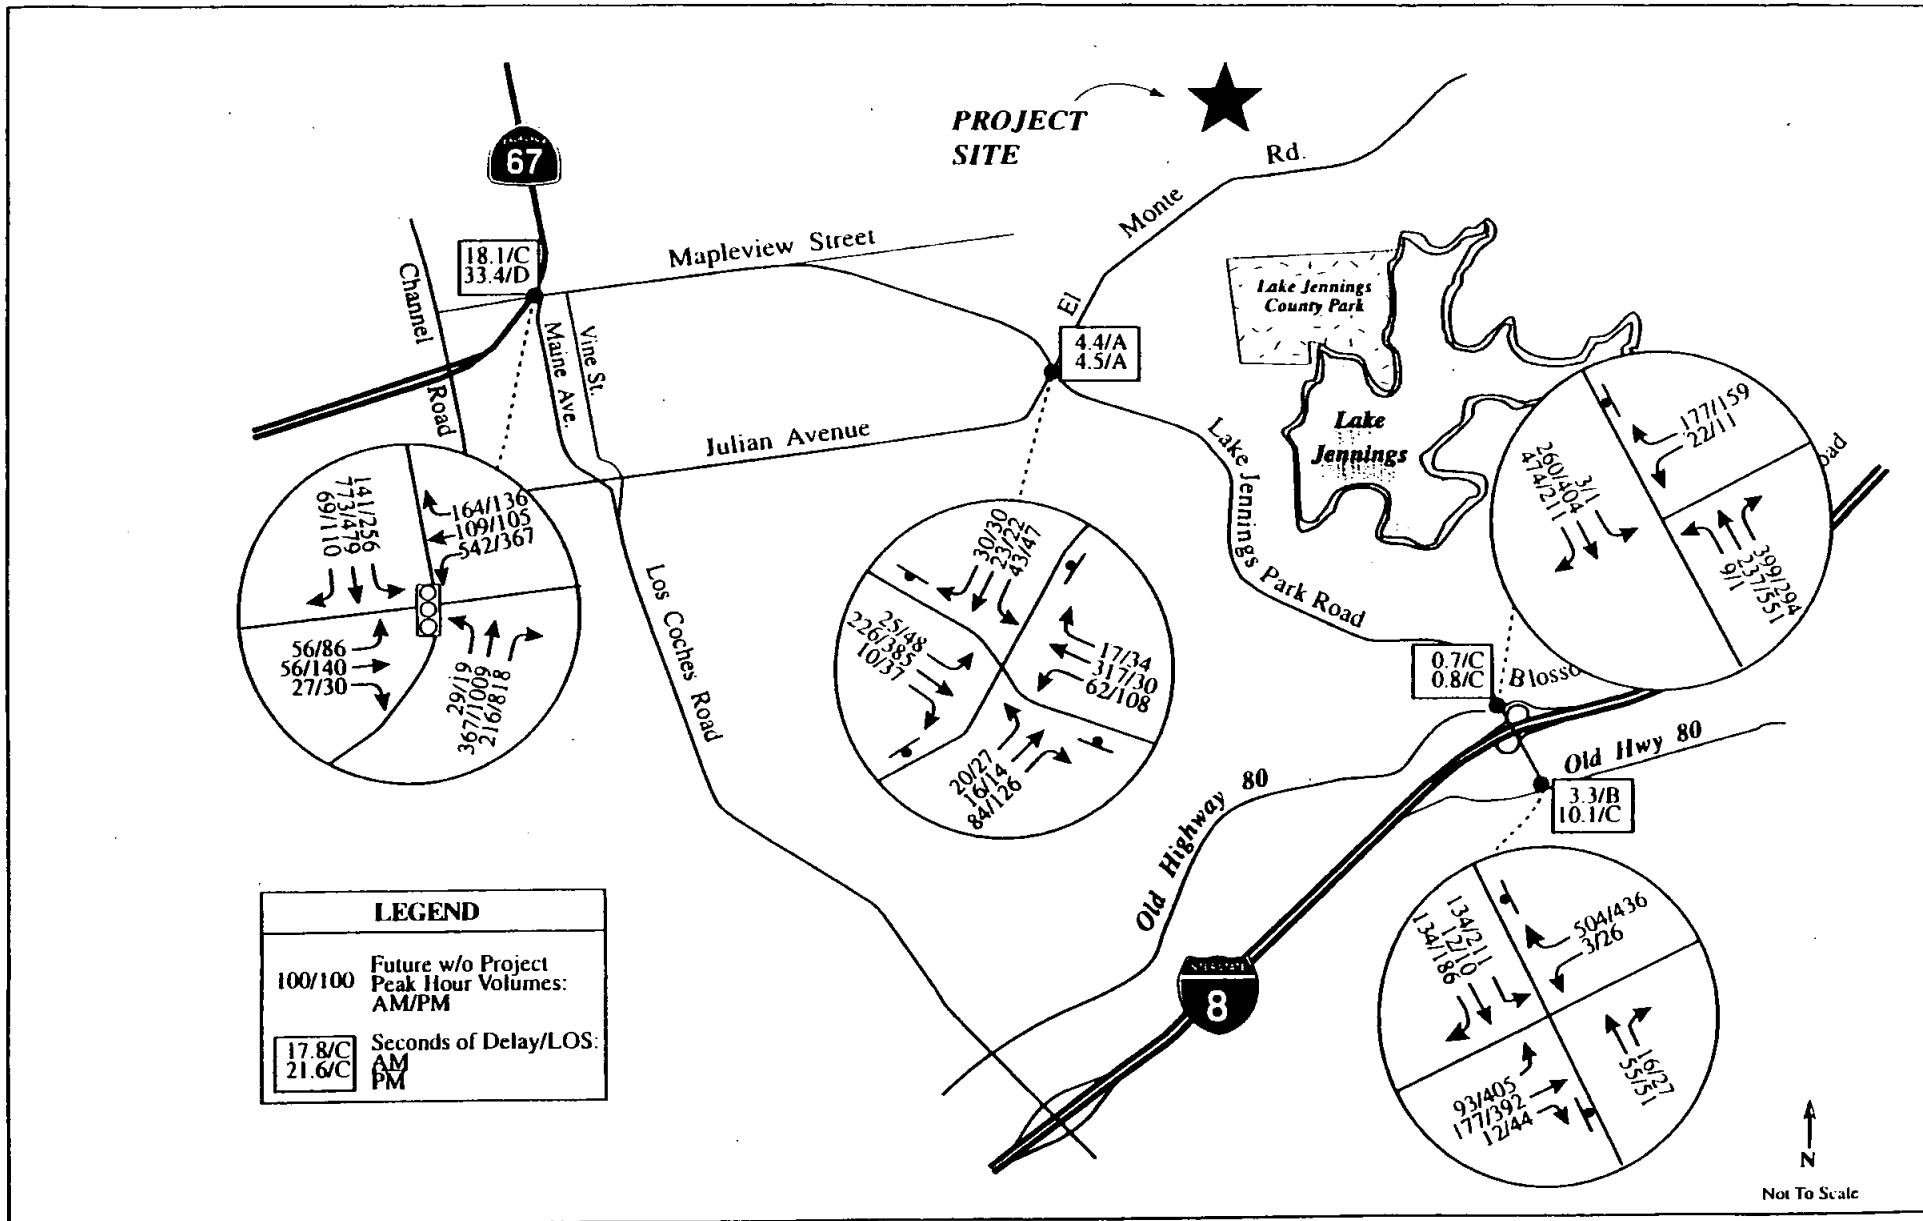 PROJECT
SITE
67
18.1/C
33.4/D
Mapleview Street
Channel
Road
Maine Ave.
Vine St.
Julian Avenue
El
Monte
Rd.
4.4/A
4.5/A
Lake Jennings
County Park
Lake
Jennings
Lake Jennings Park Road
Los Coches Road
141/256
773/479
69/110
164/136
109/105
542/367
56/86
56/140
27/30
29/19
367/1009
216/818
30/30
23/22
43/47
25/48
226/385
10/37
17/34
317/30
62/108
20/27
16/14
84/126
177/159
22/11
3/1
260/404
474/211
399/294
237/551
9/1
0.7/C
0.8/C
Old Hwy 80
3.3/B
10.1/C
Old Highway 80
8
134/211
12/10
134/186
504/436
3/26
93/405
177/392
12/44
16/27
55/51
LEGEND
100/100
Future w/o Project
Peak Hour Volumes:
AM/PM
17.8/C
21.6/C
Seconds of Delay/LOS:
AM
PM
N
Not To Scale